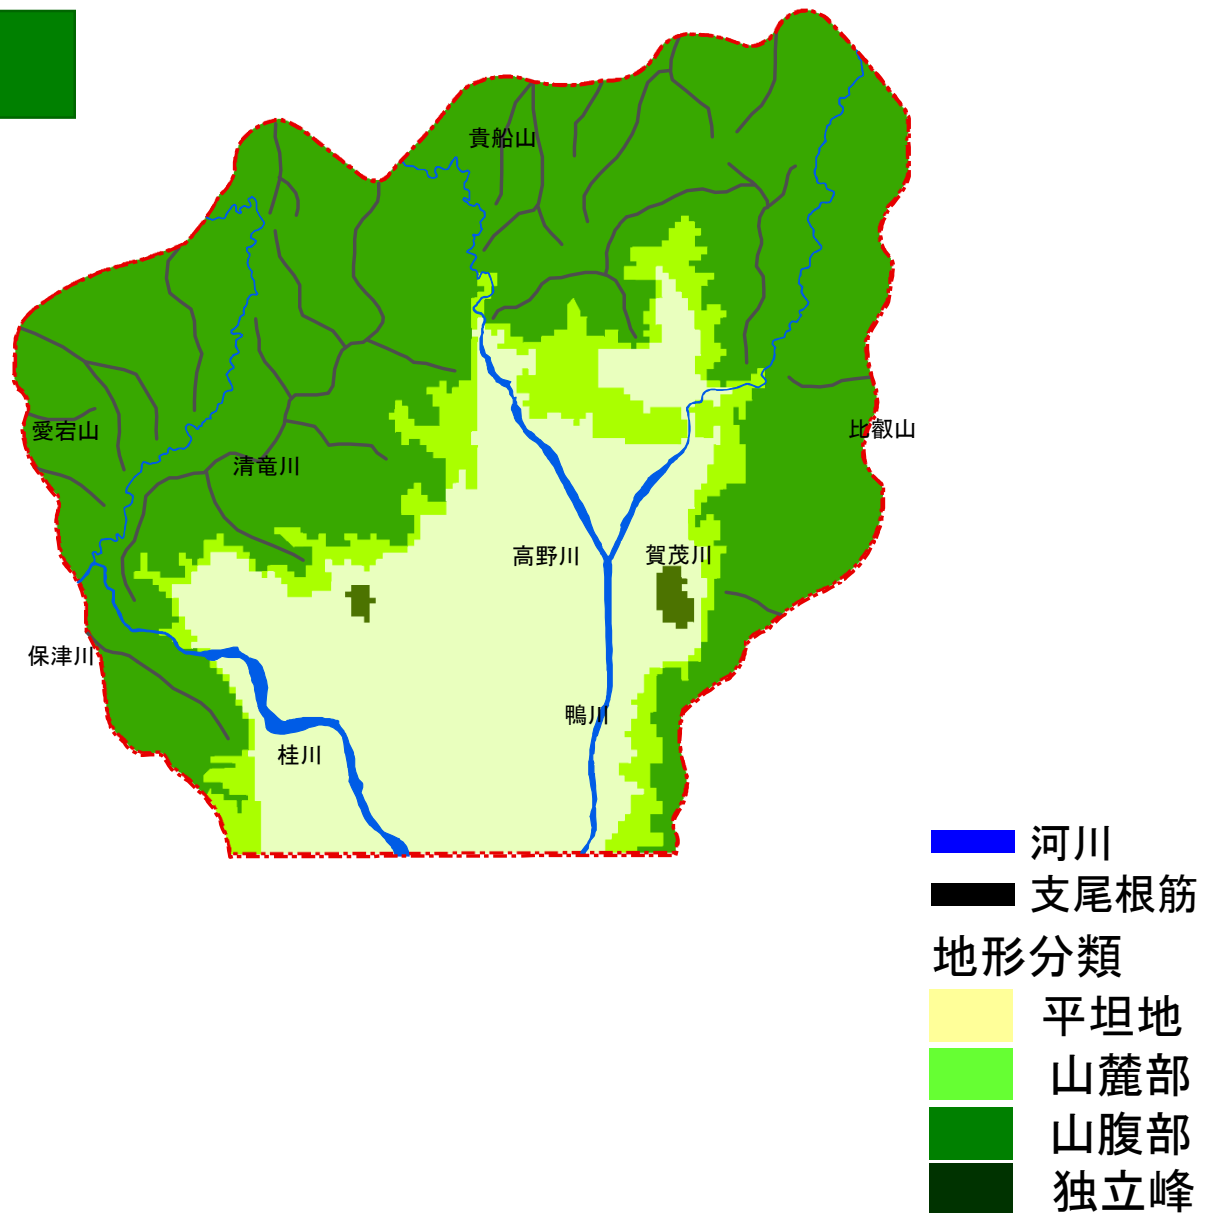 貴船山
愛宕山
比叡山
清竜川
高野川
賀茂川
保津川
鴨川
桂川
河川
支尾根筋
地形分類
平坦地
山麓部
山腹部
独立峰